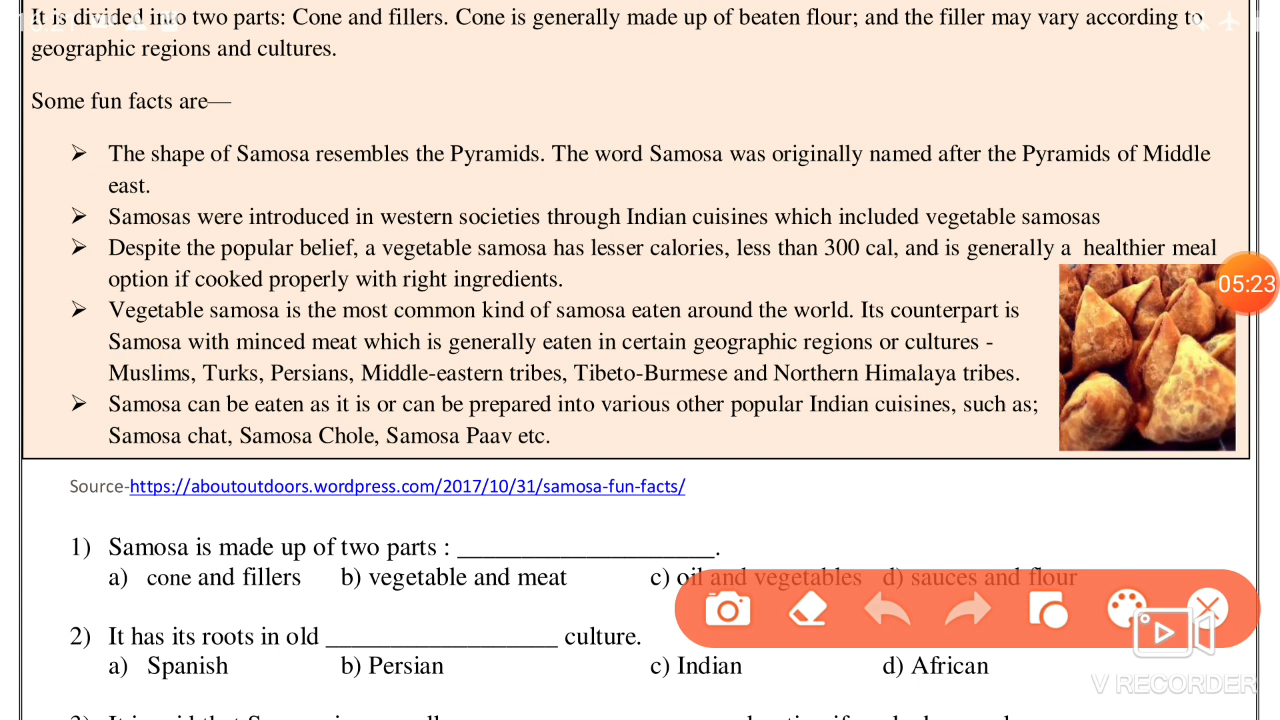 It is divided into two parts: Cone and fillers. Cone is generally made up of beaten flour; and the filler may vary according to
geographic regions and cultures.
Some fun facts are—
➢ The shape of Samosa resembles the Pyramids. The word Samosa was originally named after the Pyramids of Middle
east.
➢ Samosas were introduced in western societies through Indian cuisines which included vegetable samosas
➢ Despite the popular belief, a vegetable samosa has lesser calories, less than 300 cal, and is generally a healthier meal
option if cooked properly with right ingredients.
05:23
➢ Vegetable samosa is the most common kind of samosa eaten around the world. Its counterpart is
Samosa with minced meat which is generally eaten in certain geographic regions or cultures -
Muslims, Turks, Persians, Middle-eastern tribes, Tibeto-Burmese and Northern Himalaya tribes.
➢ Samosa can be eaten as it is or can be prepared into various other popular Indian cuisines, such as;
Samosa chat, Samosa Chole, Samosa Paav etc.
Source-https://aboutoutdoors.wordpress.com/2017/10/31/samosa-fun-facts/
1) Samosa is made up of two parts : ____________________.
a) cone and fillers b) vegetable and meat c) oil and vegetables d) sauces and flour
2) It has its roots in old __________________ culture.
a) Spanish b) Persian c) Indian d) African
V RECORDER